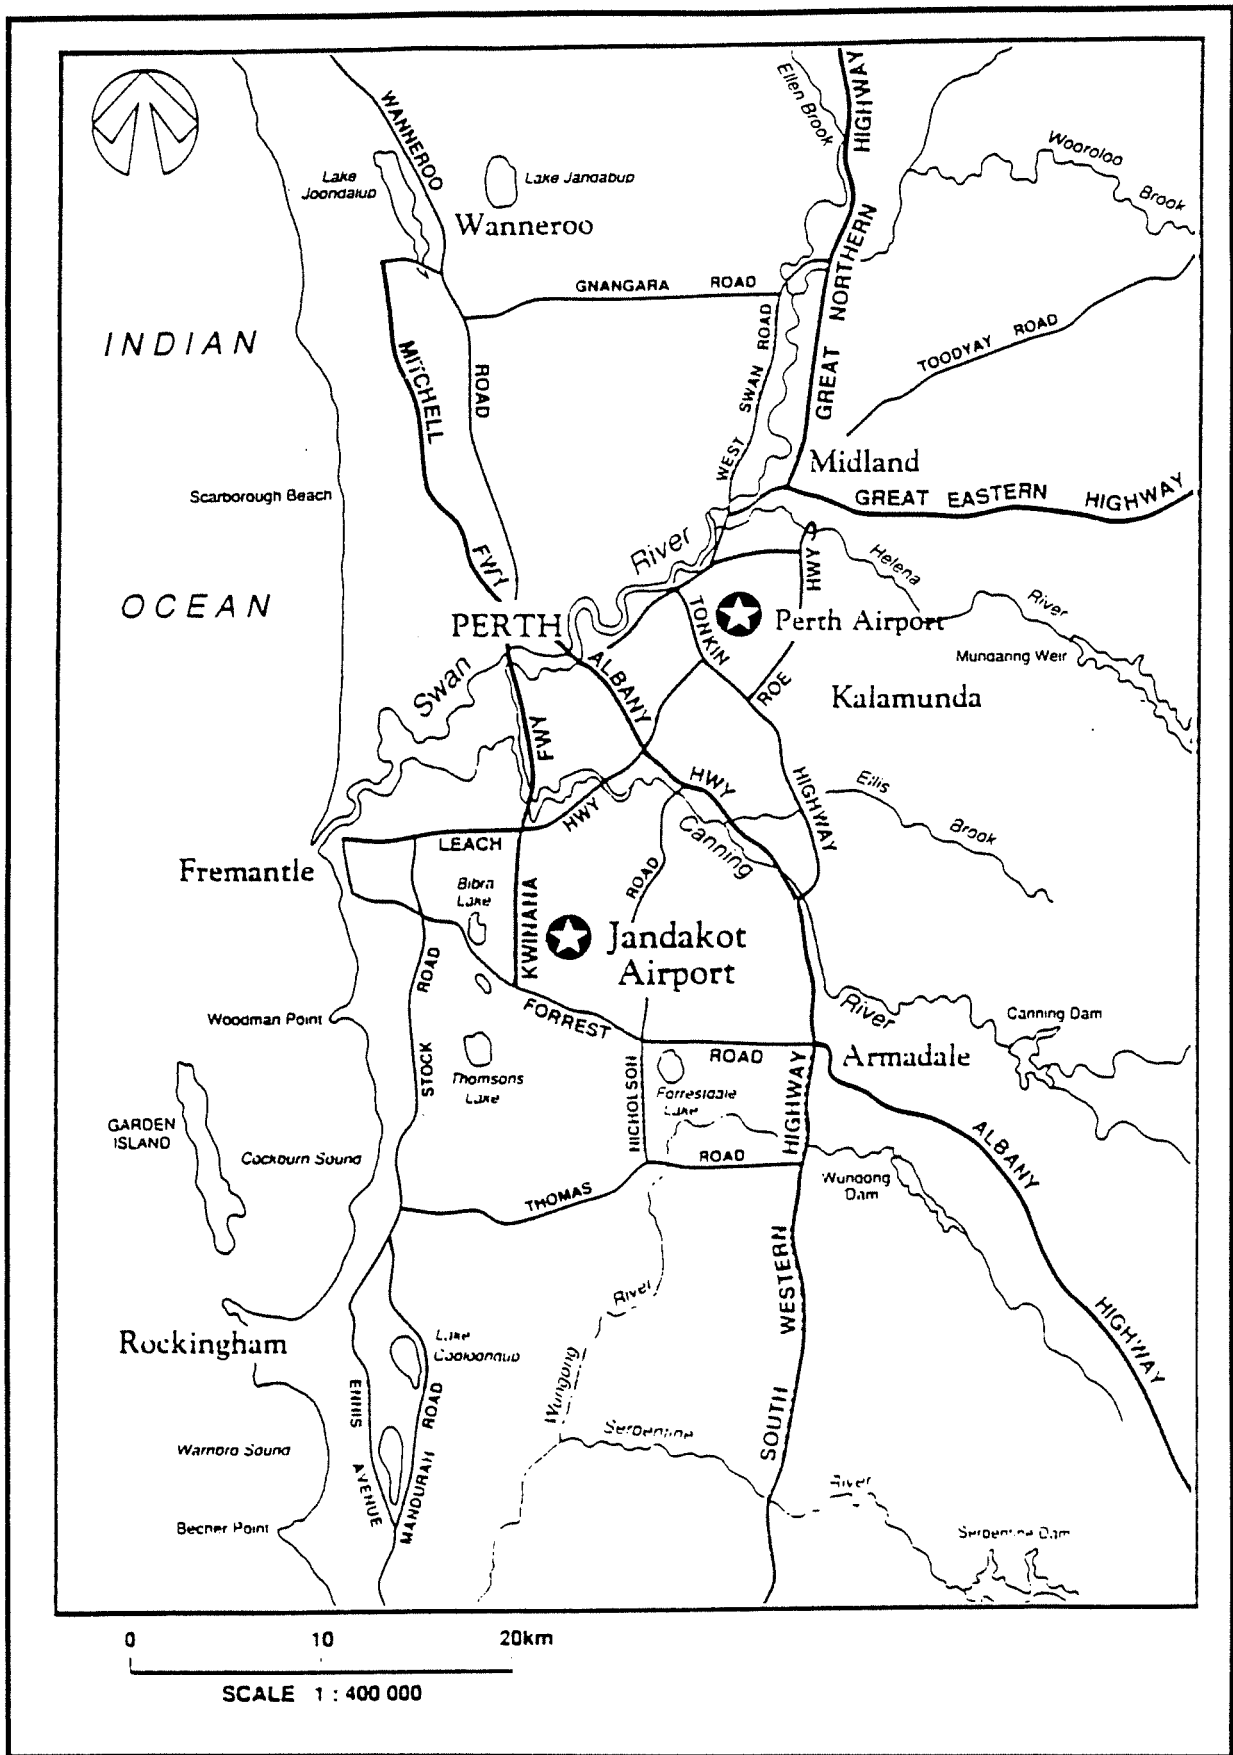 WANNEROO
Ellen Brook
HIGHWAY
Wooroloo
Brook
Lake
Joondalup
Lake Jandabup
Wanneroo
GNANGARA ROAD
GREAT NORTHERN
INDIAN
MITCHELL
ROAD
WEST SWAN ROAD
TOODYAY ROAD
Midland
GREAT EASTERN HIGHWAY
Scarborough Beach
FWY
River
HWY
Helena
River
OCEAN
PERTH
TONKIN
Perth Airport
Mundaring Weir
Swan
ALBANY
ROE
Kalamunda
FWY
HWY
HIGHWAY
Ellis
Brook
HWY
LEACH
Canning
Fremantle
Bibra
Lake
KWINANA
ROAD
Jandakot
Airport
ROAD
Woodman Point
FORREST
River
Canning Dam
STOCK
Thomsons
Lake
NICHOLSON
ROAD
Forrestdale
Lake
HIGHWAY
Armadale
GARDEN
ISLAND
Cockburn Sound
ROAD
ALBANY
Wungong
Dam
THOMAS
River
WESTERN
HIGHWAY
Rockingham
Lake
Cooloongup
ENNIS
ROAD
Wungong
SOUTH
Serpentine
Warnbro Sound
AVENUE
MANDURAH
River
Becher Point
Serpentine Dam
0 10 20km
SCALE 1 : 400 000